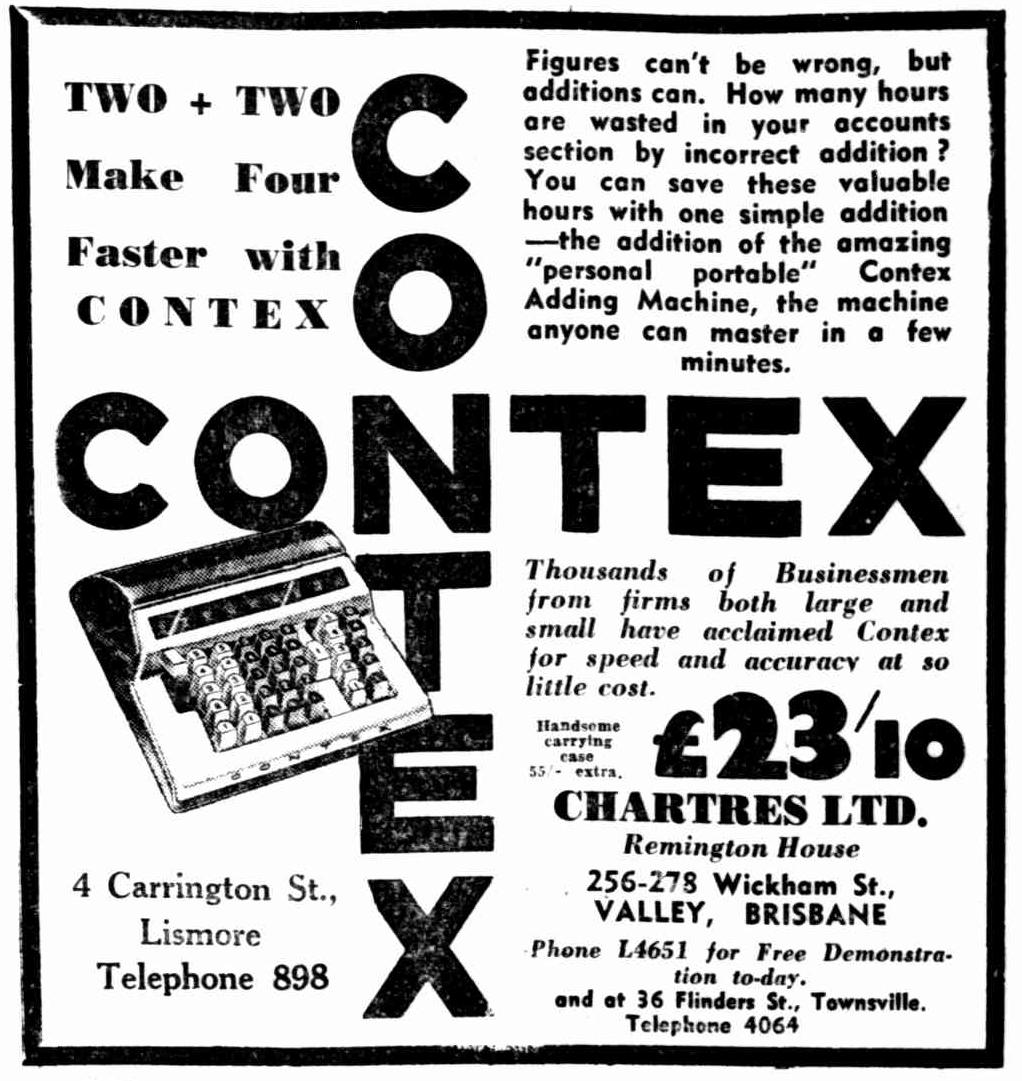 TWO + TWO
Make Four
Faster with
CONTEX
Figures can't be wrong, but
additions can. How many hours
are wasted in your accounts
section by incorrect addition?
You can save these valuable
hours with one simple addition
—the addition of the amazing
"personal portable" Contex
Adding Machine, the machine
anyone can master in a few
minutes.
CONTEX
CONTEX
Thousands of Businessmen
from firms both large and
small have acclaimed Contex
for speed and accuracy at so
little cost.
Handsome
carrying
case
55/- extra.
£23/10
CHARTRES LTD.
Remington House
256-278 Wickham St.,
VALLEY, BRISBANE
Phone L4651 for Free Demonstra-
tion to-day.
and at 36 Flinders St., Townsville.
Telephone 4064
4 Carrington St.,
Lismore
Telephone 898
CONTEX